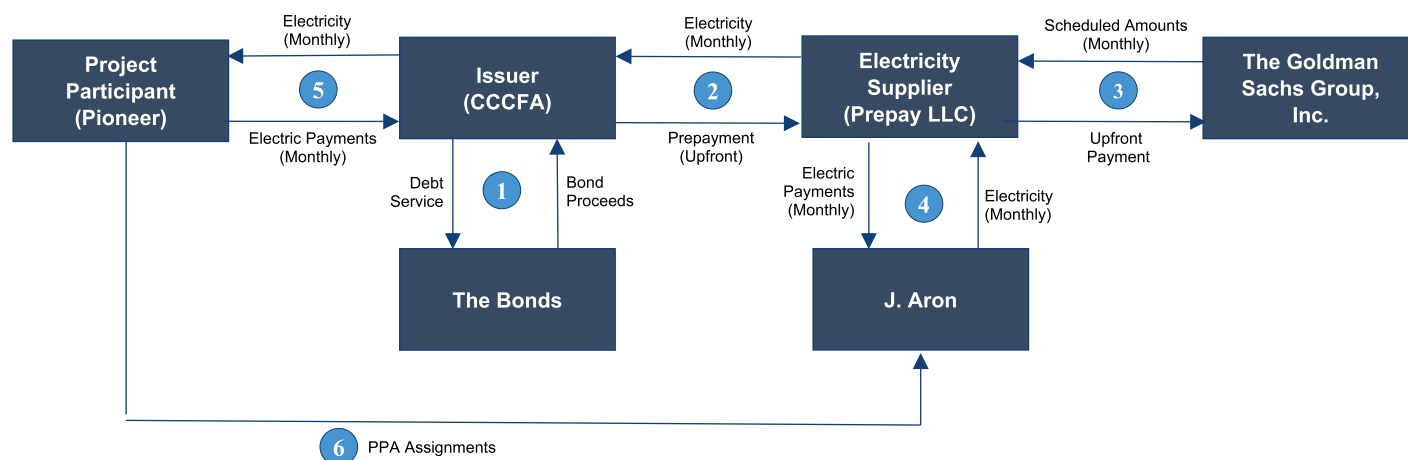 Electricity
(Monthly)
Electricity
(Monthly)
Scheduled Amounts
(Monthly)
Project
Participant
(Pioneer)
5
Issuer
(CCCFA)
2
Electricity
Supplier
(Prepay LLC)
3
The Goldman
Sachs Group,
Inc.
Electric Payments
(Monthly)
Prepayment
(Upfront)
Upfront
Payment
Debt
Service
1
Bond
Proceeds
Electric
Payments
(Monthly)
4
Electricity
(Monthly)
The Bonds
J. Aron
6
PPA Assignments